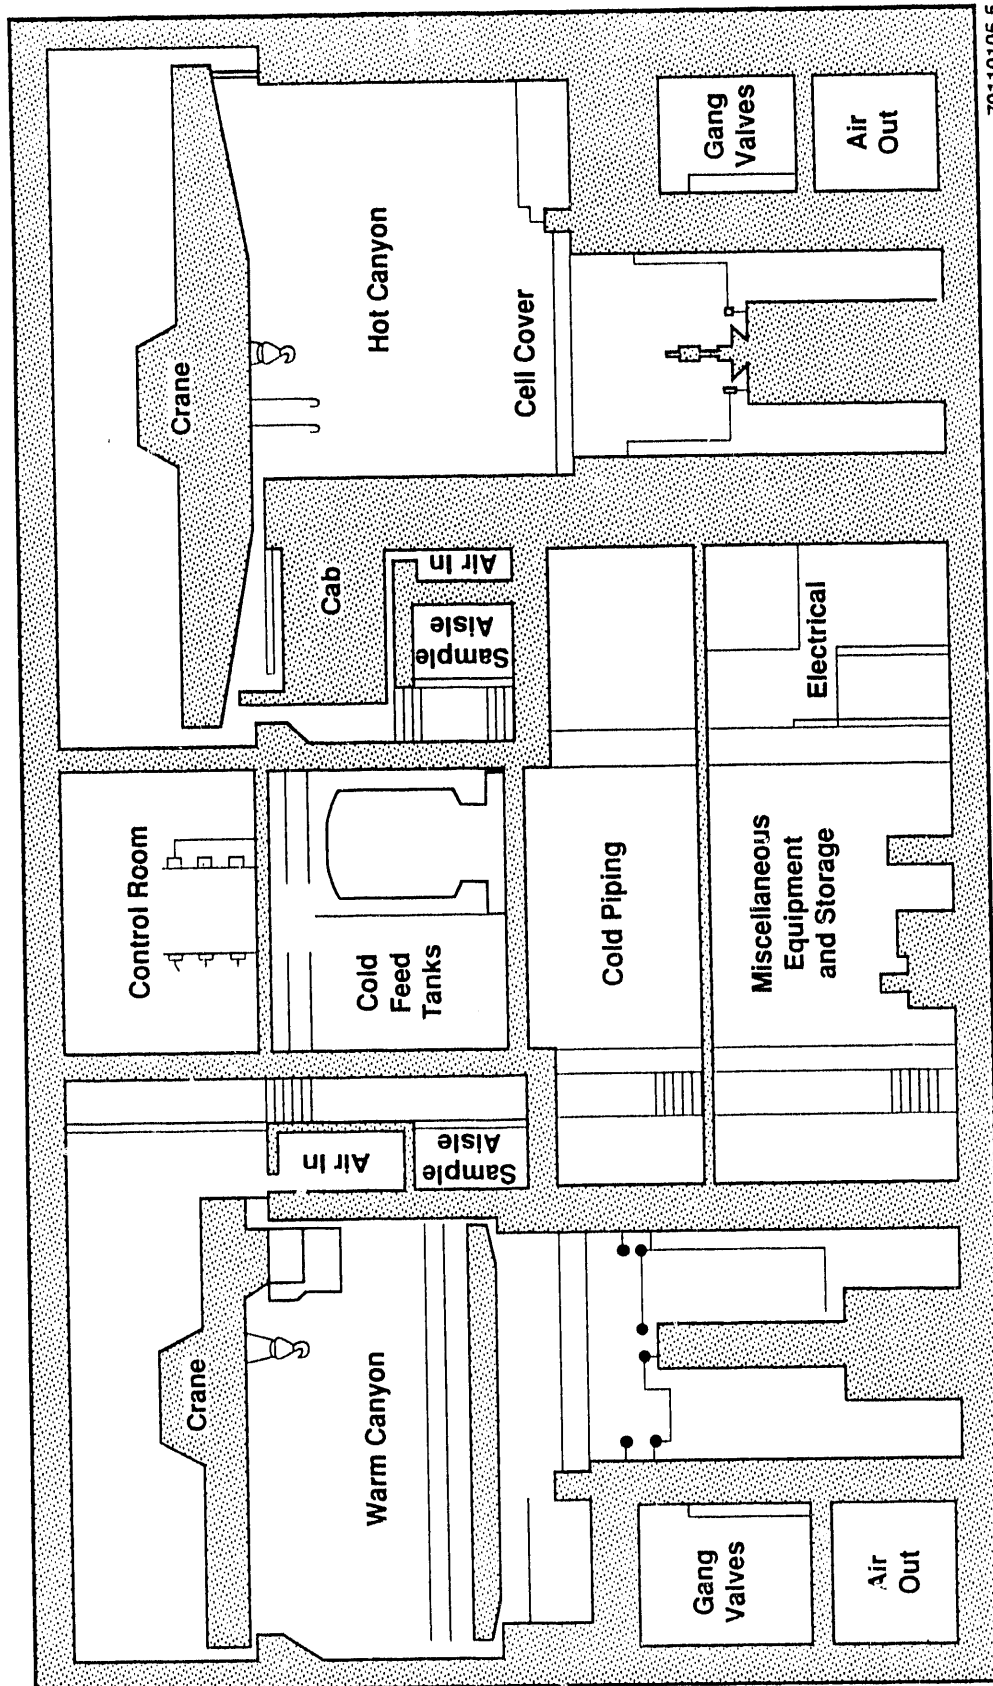 Crane
Control Room
Crane
Warm Canyon
Air In
Sample
Aisle
Cold
Feed
Tanks
Cab
Sample
Aisle
Air In
Hot Canyon
Cell Cover
Cold Piping
Gang
Valves
Gang
Valves
Miscellaneous
Equipment
and Storage
Electrical
Air
Out
Air
Out